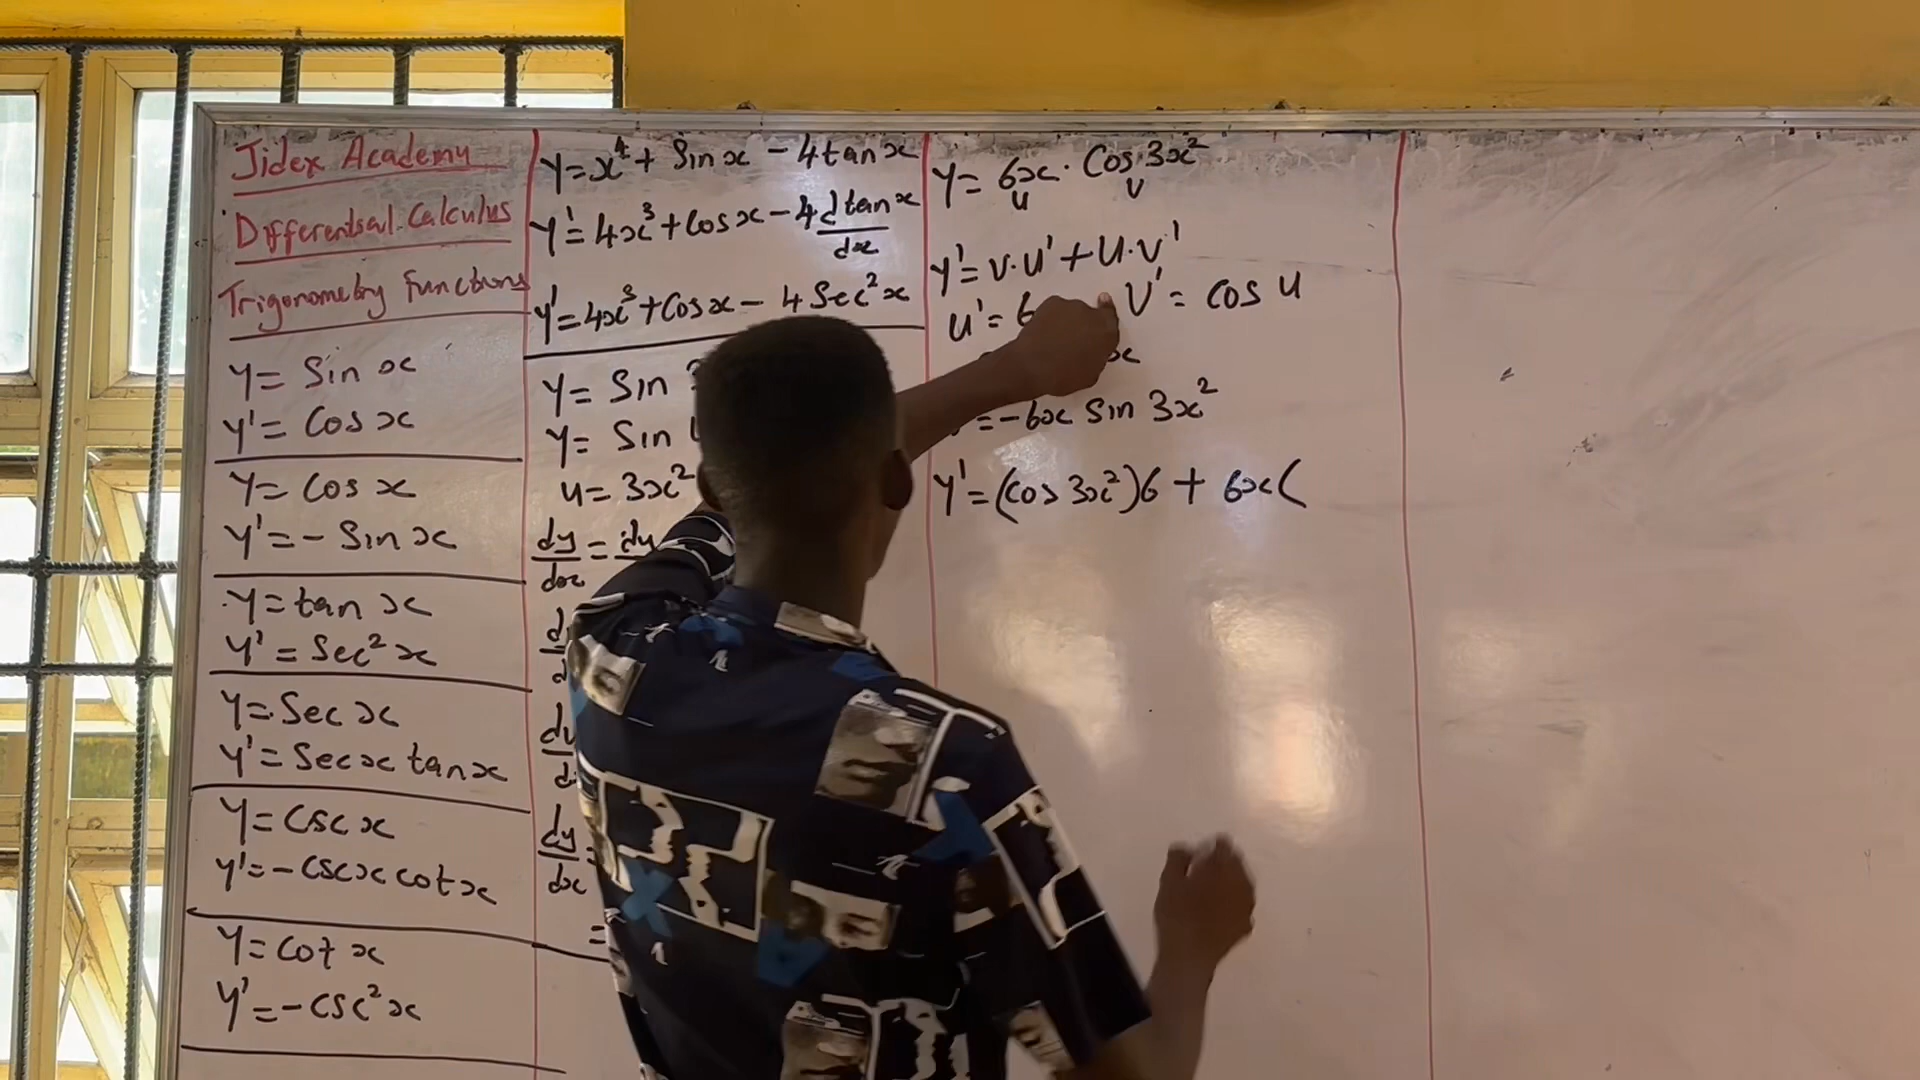 Jidex Academy
Differentsal Calculus
Trigonometry Functions
y = Sin x
y' = Cos x
y = Cos x
y' = - Sin x
y = tan x
y' = Sec² x
y = Sec x
y' = Sec x tan x
y = Csc x
y' = - Csc x cot x
y = Cot x
y' = - Csc² x
y = x⁴ + Sin x - 4 tan x
y' = 4x³ + Cos x - 4 d tan x
dx
y' = 4x³ + Cos x - 4 Sec² x
y = Sin
y = Sin
u = 3x²
dy/dx = dy
dy
dx
=
y = 6x · Cos 3x²
u v
y' = v·u' + u·v'
u' = 6 v' = cos u
x
= -6x Sin 3x²
y' = (Cos 3x²)6 + 6x(